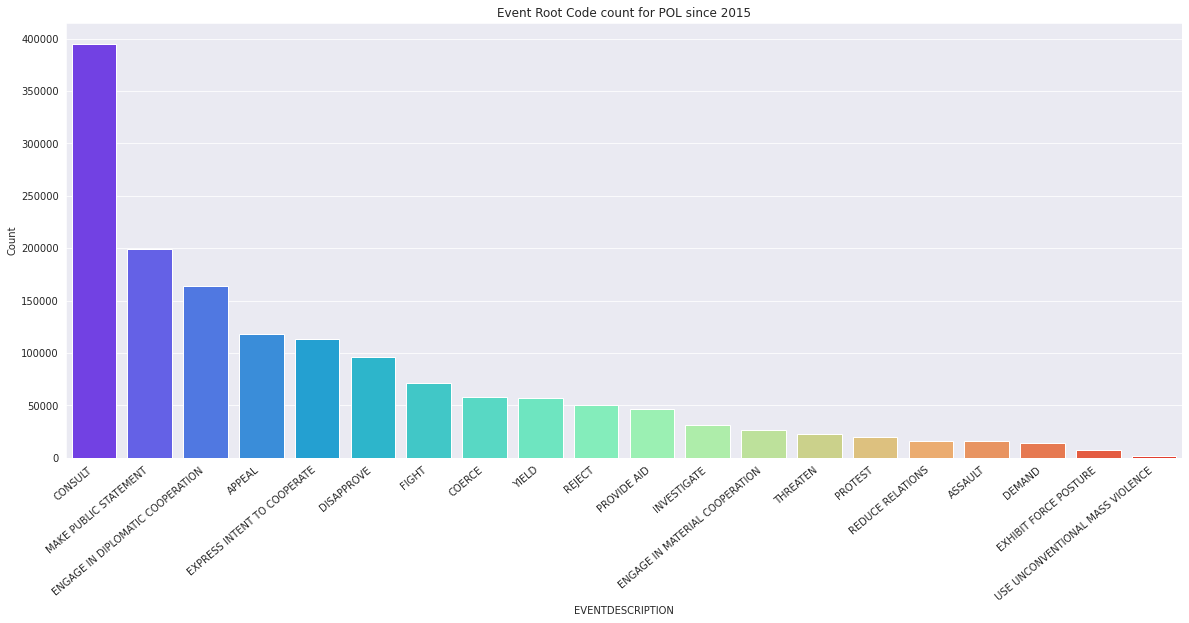 Event Root Code count for POL since 2015
Count
400000
350000
300000
250000
200000
150000
100000
50000
0
CONSULT
MAKE PUBLIC STATEMENT
ENGAGE IN DIPLOMATIC COOPERATION
APPEAL
EXPRESS INTENT TO COOPERATE
DISAPPROVE
FIGHT
COERCE
YIELD
REJECT
PROVIDE AID
INVESTIGATE
ENGAGE IN MATERIAL COOPERATION
THREATEN
PROTEST
REDUCE RELATIONS
ASSAULT
DEMAND
EXHIBIT FORCE POSTURE
USE UNCONVENTIONAL MASS VIOLENCE
EVENTDESCRIPTION